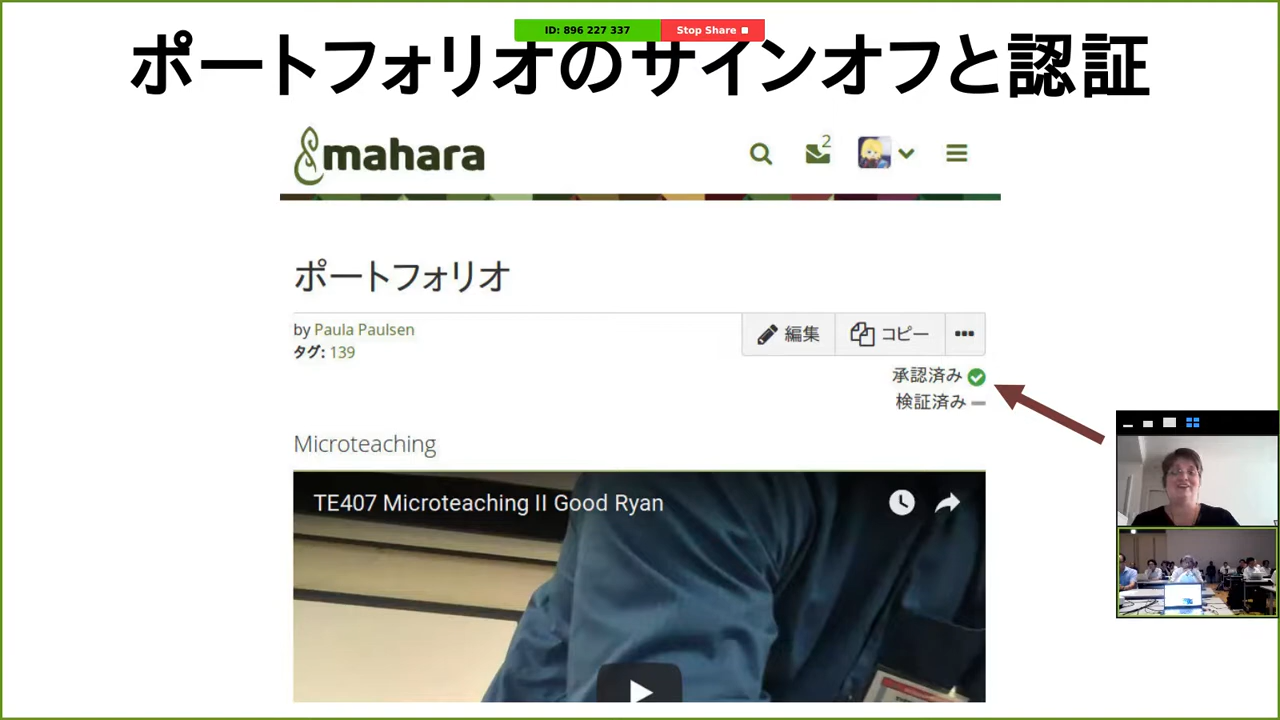 ID: 896 227 337
Stop Share
ポートフォリオのサインオフと認証
mahara
2
ポートフォリオ
by Paula Paulsen
タグ: 139
編集
コピー
承認済み
検証済み
Microteaching
TE407 Microteaching II Good Ryan